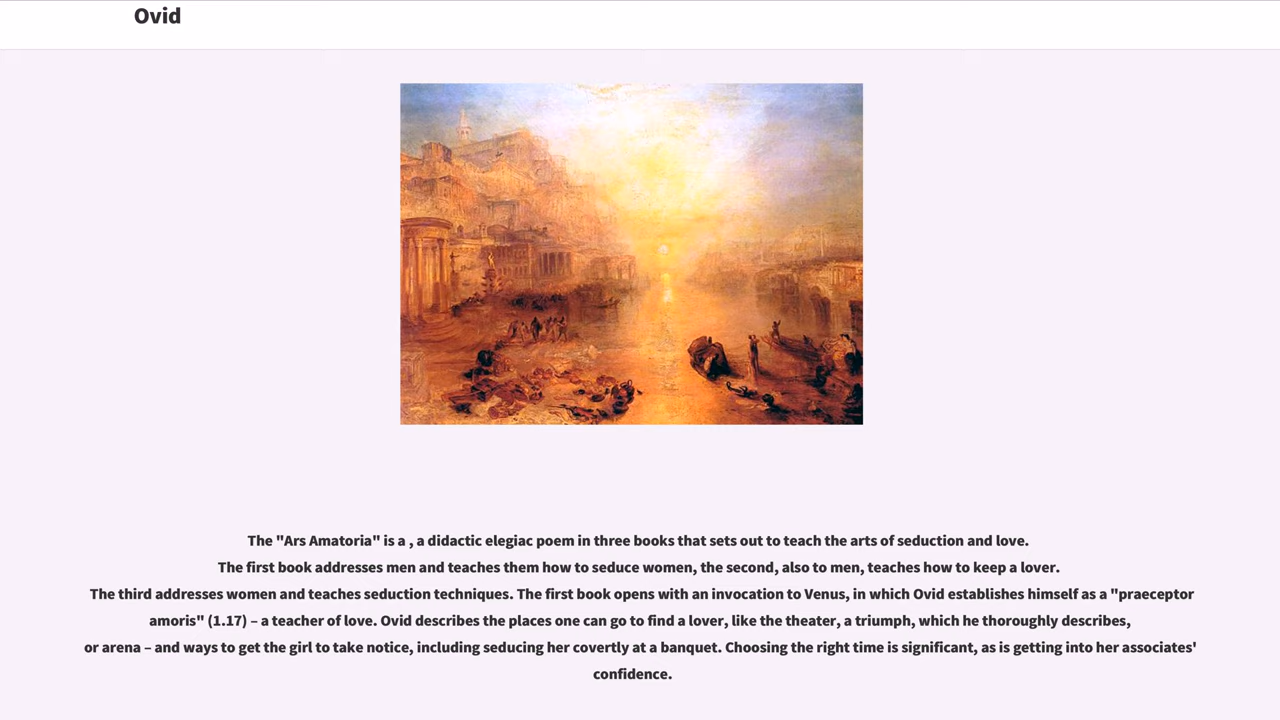 Ovid
The "Ars Amatoria" is a , a didactic elegiac poem in three books that sets out to teach the arts of seduction and love.
The first book addresses men and teaches them how to seduce women, the second, also to men, teaches how to keep a lover.
The third addresses women and teaches seduction techniques. The first book opens with an invocation to Venus, in which Ovid establishes himself as a "praeceptor
amoris" (1.17) – a teacher of love. Ovid describes the places one can go to find a lover, like the theater, a triumph, which he thoroughly describes,
or arena – and ways to get the girl to take notice, including seducing her covertly at a banquet. Choosing the right time is significant, as is getting into her associates'
confidence.